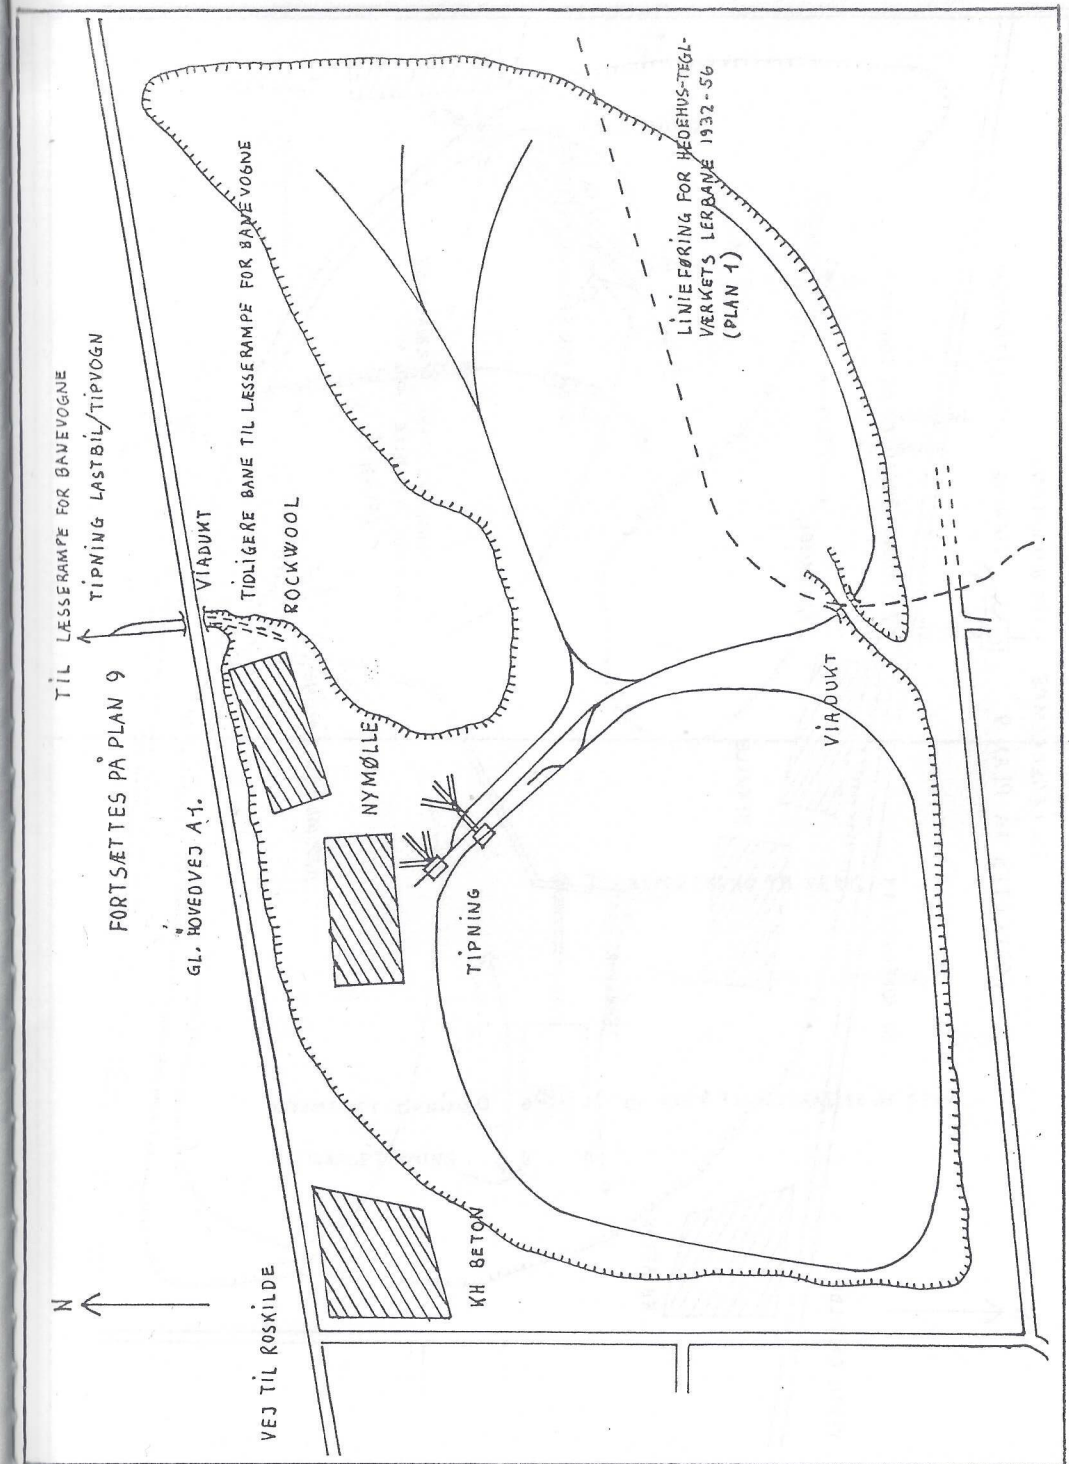 TIL LÆSSERAMPE FOR BANEVOGNE
TIPNING LASTBIL/TIPVOGN
FORTSÆTTES PÅ PLAN 9
VIADUKT
GL. HOVEDVEJ A1.
TIDLIGERE BANE TIL LÆSSERAMPE FOR BANEVOGNE
ROCKWOOL
N
VEJ TIL ROSKILDE
NYMØLLE
TIPNING
KH BETON
LINIEFØRING FOR HEDEHUS-TEGL-
VÆRKETS LERBANE 1932-56
(PLAN 1)
VIADUKT